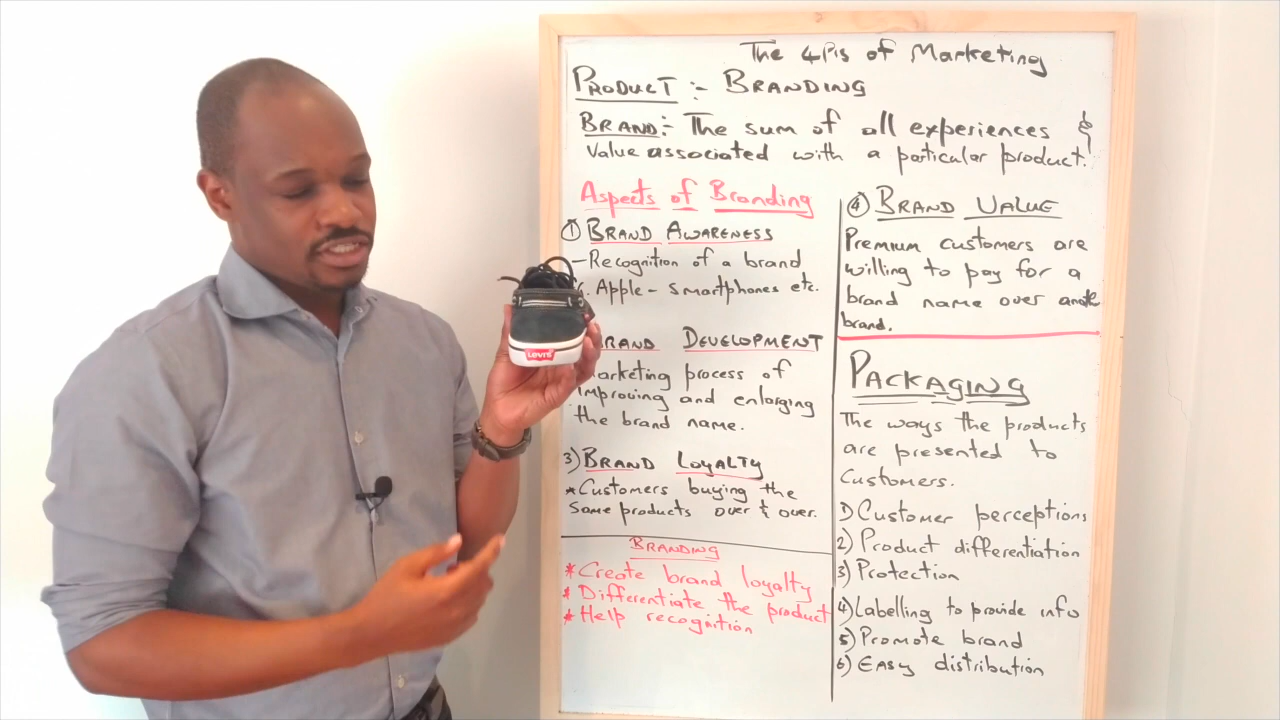 The 4P's of Marketing
PRODUCT :- BRANDING
BRAND:- The sum of all experiences &
Value associated with a particular product.
Aspects of Branding
① BRAND AWARENESS
-Recognition of a brand
Apple - Smartphones etc.
RAND DEVELOPMENT
arketing process of
improving and enlarging
the brand name.
3) BRAND LOYALTY
*Customers buying the
same products over & over.
BRANDING
*Create brand loyalty
* Differentiate the product
*Help recognition
④ BRAND VALUE
Premium customers are
willing to pay for a
brand name over
brand.
PACKAGING
The ways the products
are presented to
Customers.
1) Customer perceptions
2) Product differentiation
3) Protection
4) Labelling to provide info
5) Promote brand
6) Easy distribution
Levi's